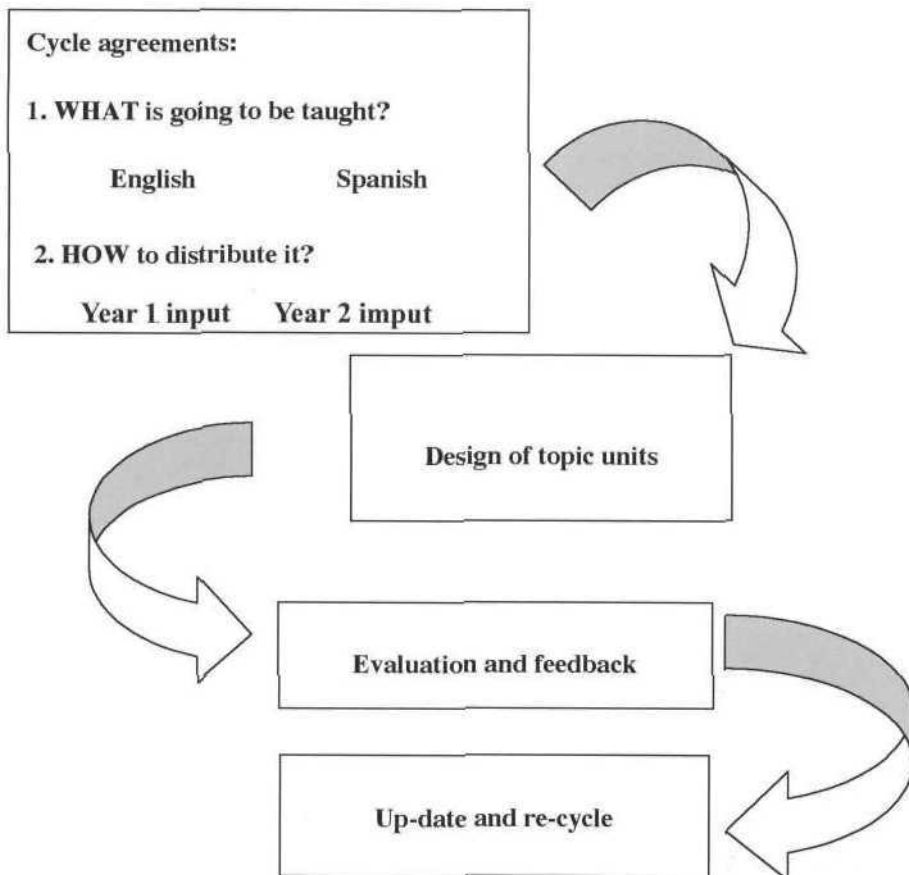 Cycle agreements:
1. WHAT is going to be taught?
English Spanish
2. HOW to distribute it?
Year 1 input Year 2 imput
Design of topic units
Evaluation and feedback
Up-date and re-cycle